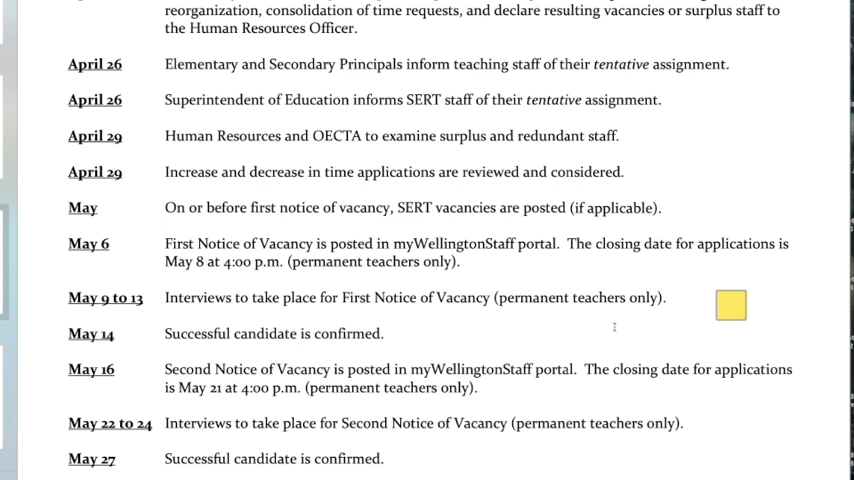 reorganization, consolidation of time requests, and declare resulting vacancies or surplus staff to
the Human Resources Officer.
April 26 Elementary and Secondary Principals inform teaching staff of their tentative assignment.
April 26 Superintendent of Education informs SERT staff of their tentative assignment.
April 29 Human Resources and OECTA to examine surplus and redundant staff.
April 29 Increase and decrease in time applications are reviewed and considered.
May On or before first notice of vacancy, SERT vacancies are posted (if applicable).
May 6 First Notice of Vacancy is posted in myWellingtonStaff portal. The closing date for applications is
May 8 at 4:00 p.m. (permanent teachers only).
May 9 to 13 Interviews to take place for First Notice of Vacancy (permanent teachers only).
May 14 Successful candidate is confirmed.
May 16 Second Notice of Vacancy is posted in myWellingtonStaff portal. The closing date for applications
is May 21 at 4:00 p.m. (permanent teachers only).
May 22 to 24 Interviews to take place for Second Notice of Vacancy (permanent teachers only).
May 27 Successful candidate is confirmed.